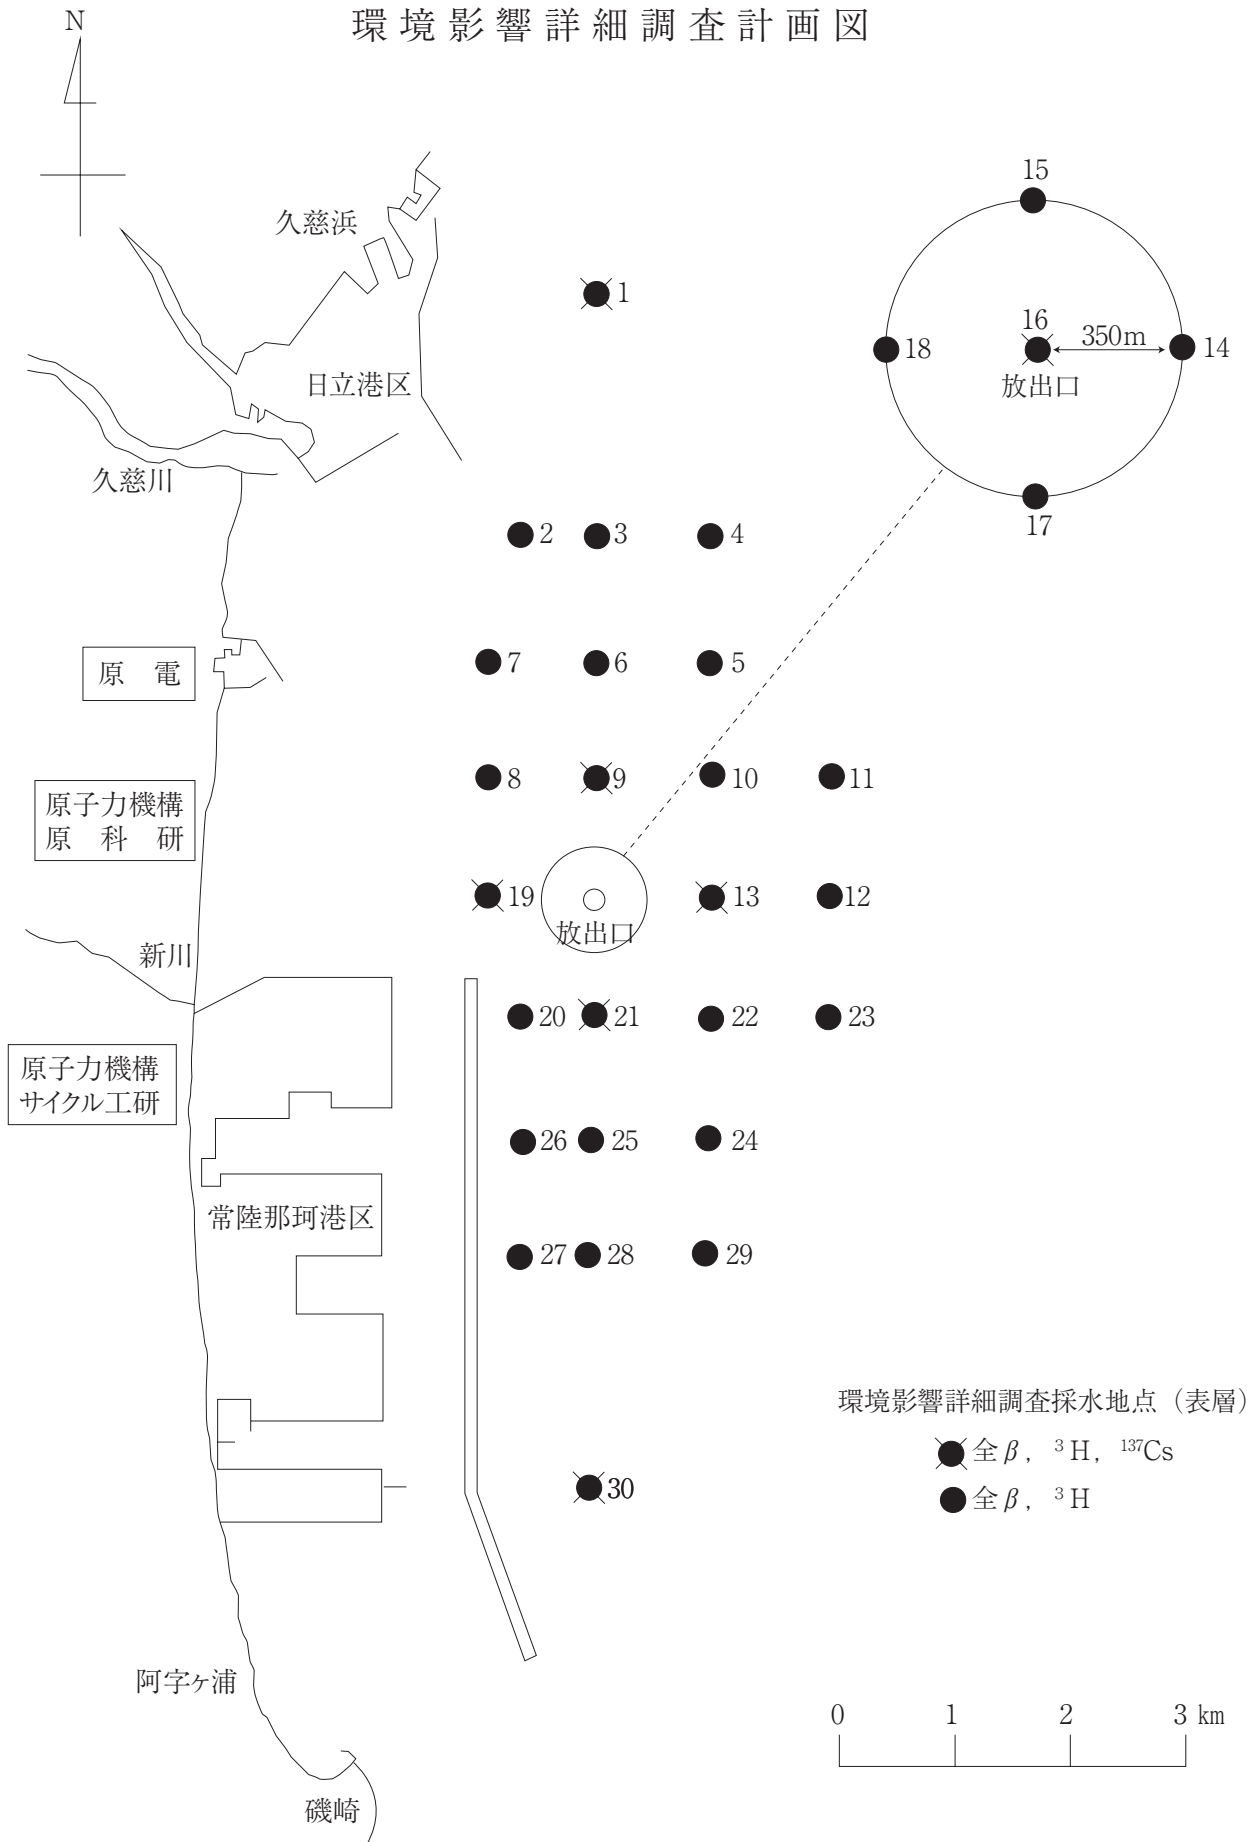 環境影響詳細調査計画図
N
15
久慈浜
1
16
350m
18
14
放出口
日立港区
久慈川
17
2
3
4
原 電
7
6
5
原子力機構
原 科 研
8
9
10
11
19
13
12
放出口
新川
20
21
22
23
原子力機構
サイクル工研
26
25
24
常陸那珂港区
27
28
29
環境影響詳細調査採水地点(表層)
全β, ³H, ¹³⁷Cs
30
全β, ³H
阿字ヶ浦
0 1 2 3 km
磯崎